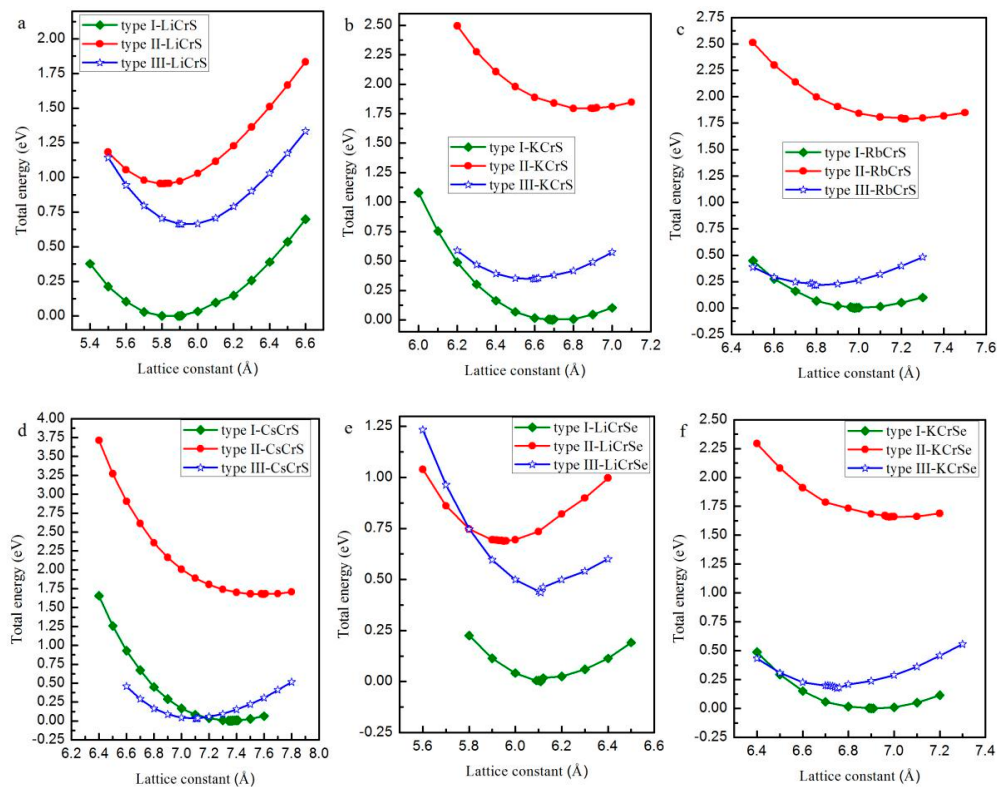 a
type I-LiCrS
type II-LiCrS
type III-LiCrS
Total energy (eV)
2.00
1.75
1.50
1.25
1.00
0.75
0.50
0.25
0.00
5.4 5.6 5.8 6.0 6.2 6.4 6.6
Lattice constant (Å)
b
type I-KCrS
type II-KCrS
type III-KCrS
Total energy (eV)
2.50
2.25
2.00
1.75
1.50
1.25
1.00
0.75
0.50
0.25
0.00
6.0 6.2 6.4 6.6 6.8 7.0 7.2
Lattice constant (Å)
c
type I-RbCrS
type II-RbCrS
type III-RbCrS
Total energy (eV)
2.75
2.50
2.25
2.00
1.75
1.50
1.25
1.00
0.75
0.50
0.25
0.00
-0.25
6.4 6.6 6.8 7.0 7.2 7.4 7.6
Lattice constant (Å)
d
type I-CsCrS
type II-CsCrS
type III-CsCrS
Total energy (eV)
4.00
3.75
3.50
3.25
3.00
2.75
2.50
2.25
2.00
1.75
1.50
1.25
1.00
0.75
0.50
0.25
0.00
-0.25
6.2 6.4 6.6 6.8 7.0 7.2 7.4 7.6 7.8 8.0
Lattice constant (Å)
e
type I-LiCrSe
type II-LiCrSe
type III-LiCrSe
Total energy (eV)
1.25
1.00
0.75
0.50
0.25
0.00
-0.25
5.6 5.8 6.0 6.2 6.4 6.6
Lattice constant (Å)
f
type I-KCrSe
type II-KCrSe
type III-KCrSe
Total energy (eV)
2.50
2.25
2.00
1.75
1.50
1.25
1.00
0.75
0.50
0.25
0.00
-0.25
6.4 6.6 6.8 7.0 7.2 7.4
Lattice constant (Å)